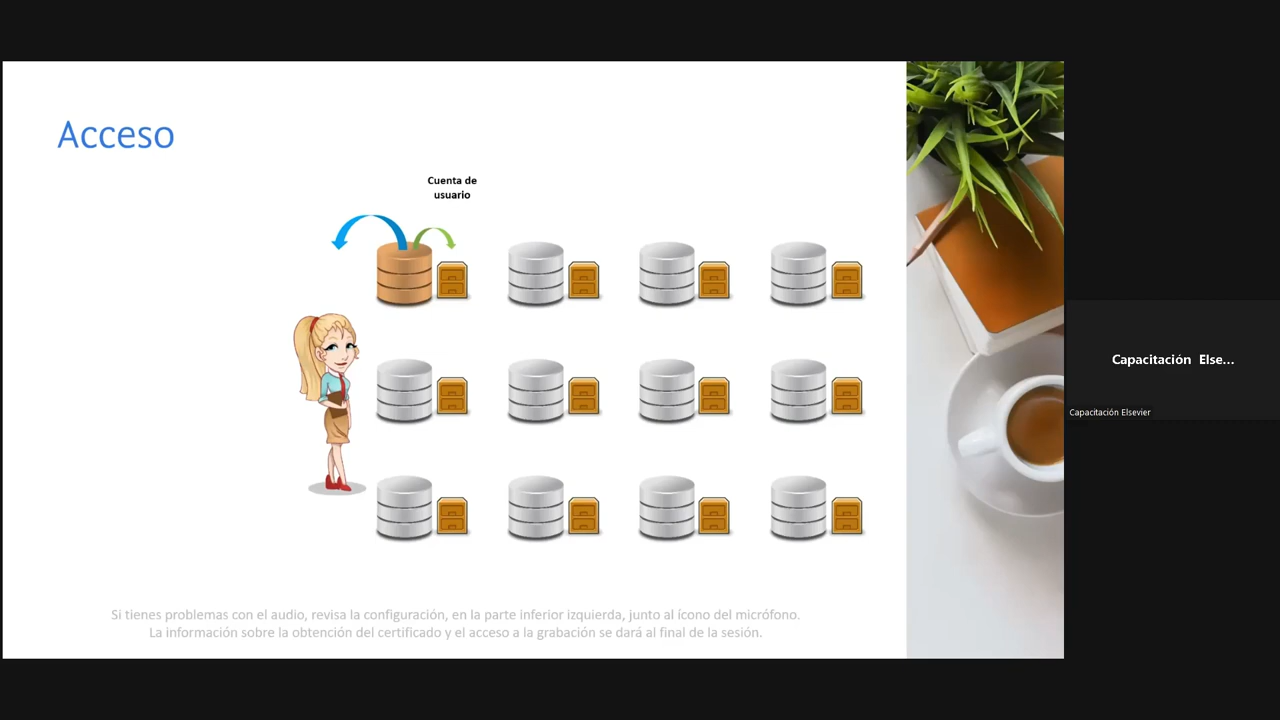 Acceso
Cuenta de
usuario
Capacitación Else...
Capacitación Elsevier
Si tienes problemas con el audio, revisa la configuración, en la parte inferior izquierda, junto al ícono del micrófono.
La información sobre la obtención del certificado y el acceso a la grabación se dará al final de la sesión.